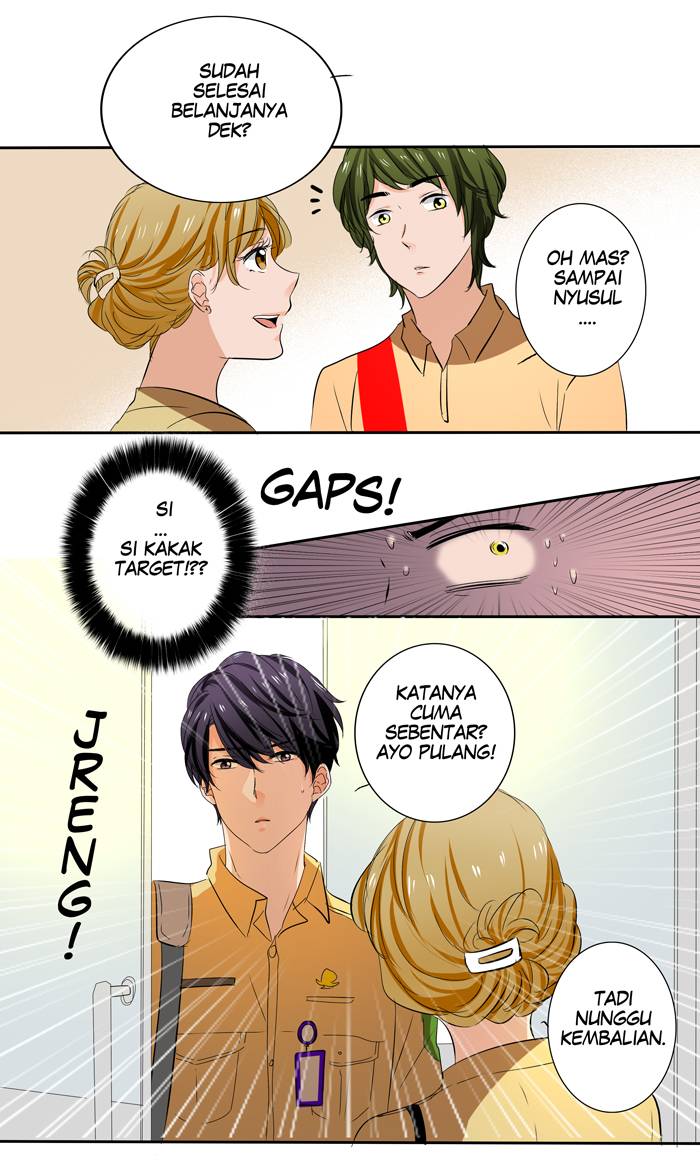 SUDAH
SELESAI
BELANJANYA
DEK?
OH MAS?
SAMPAI
NYUSUL
....
GAPS!
SI
...
SI KAKAK
TARGET!??
KATANYA
CUMA
SEBENTAR?
AYO PULANG!
JRENG!
TADI
NUNGGU
KEMBALIAN.